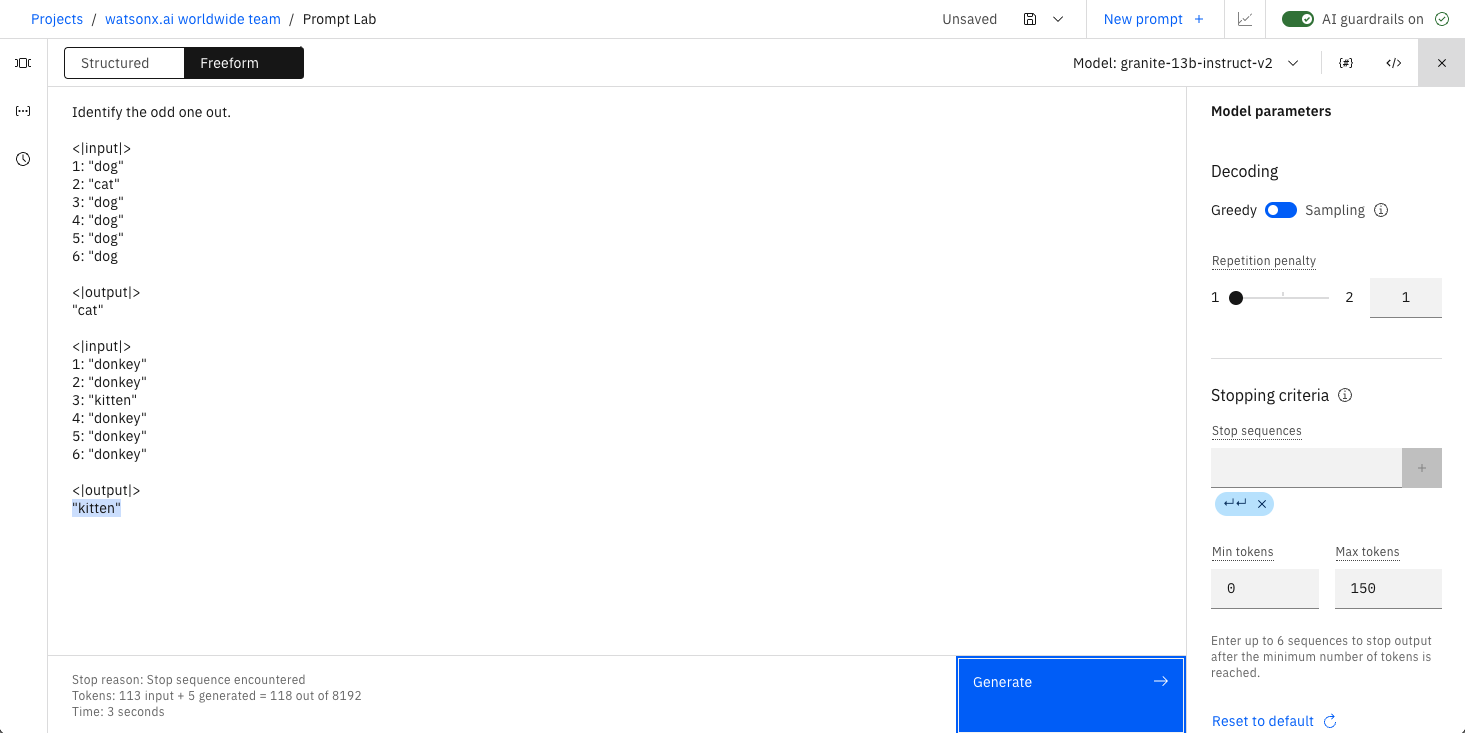 Projects / watsonx.ai worldwide team / Prompt Lab
Unsaved
New prompt +
AI guardrails on
Structured
Freeform
Model: granite-13b-instruct-v2
{#}
</>
Identify the odd one out.
<|input|>
1: "dog"
2: "cat"
3: "dog"
4: "dog"
5: "dog"
6: "dog
<|output|>
"cat"
<|input|>
1: "donkey"
2: "donkey"
3: "kitten"
4: "donkey"
5: "donkey"
6: "donkey"
<|output|>
"kitten"
Stop reason: Stop sequence encountered
Tokens: 113 input + 5 generated = 118 out of 8192
Time: 3 seconds
Generate →
Model parameters
Decoding
Greedy Sampling
Repetition penalty
1 2 1
Stopping criteria
Stop sequences
+
↵↵ ×
Min tokens Max tokens
0 150
Enter up to 6 sequences to stop output
after the minimum number of tokens is
reached.
Reset to default